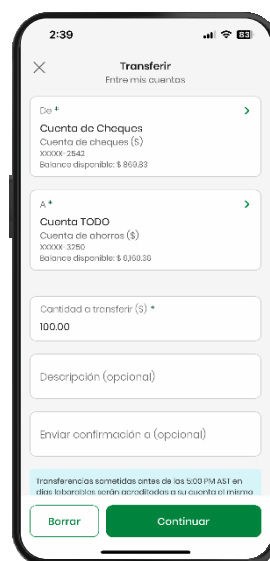 2:39
83
Transferir
Entre mis cuentas
De *
Cuenta de Cheques
Cuenta de cheques ($)
XXXXX-2542
Balance disponible: $ 869.83
A *
Cuenta TODO
Cuenta de ahorros ($)
XXXXX-3250
Balance disponible: $ 6,160.38
Cantidad a transferir ($) *
100.00
Descripción (opcional)
Enviar confirmación a (opcional)
Transferencias sometidas antes de las 5:00 PM AST en
días laborables serán acreditadas a su cuenta el mismo
Borrar
Continuar